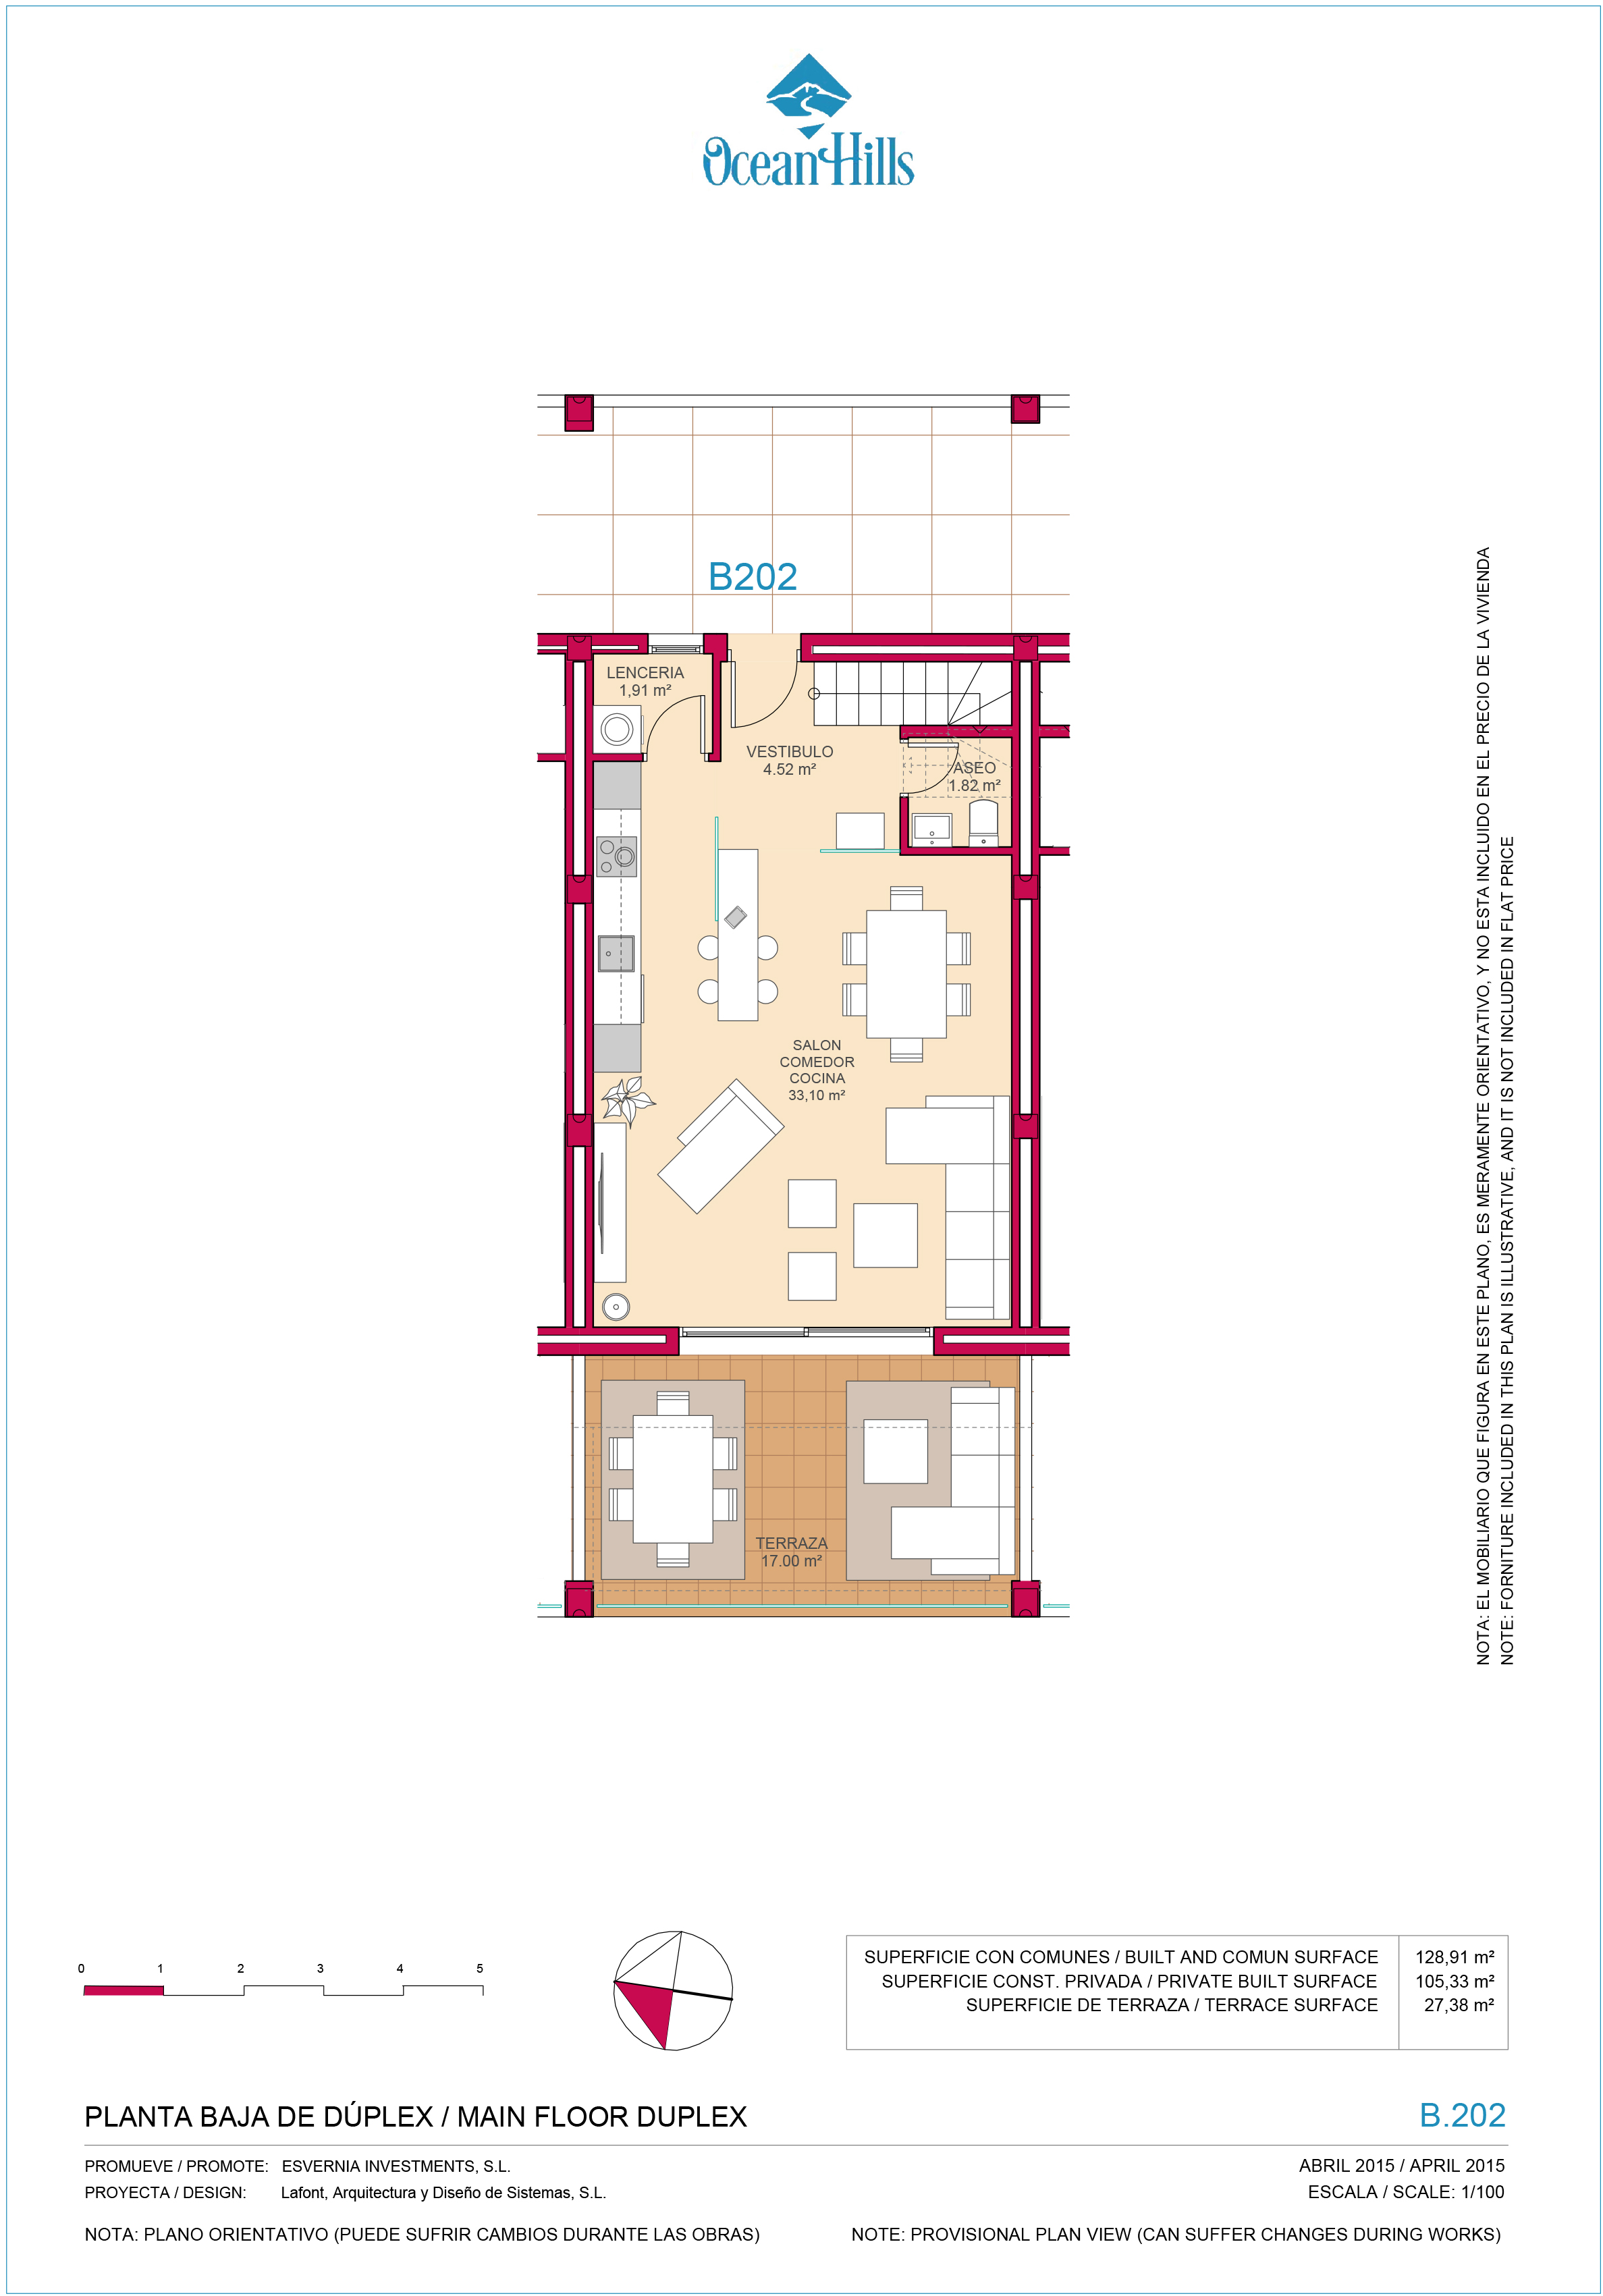 OceanHills
B202
LENCERIA
1,91 m²
VESTIBULO
4.52 m²
ASEO
1.82 m²
SALON
COMEDOR
COCINA
33,10 m²
TERRAZA
17.00 m²
NOTA: EL MOBILIARIO QUE FIGURA EN ESTE PLANO, ES MERAMENTE ORIENTATIVO, Y NO ESTA INCLUIDO EN EL PRECIO DE LA VIVIENDA
NOTE: FORNITURE INCLUDED IN THIS PLAN IS ILLUSTRATIVE, AND IT IS NOT INCLUDED IN FLAT PRICE
0 1 2 3 4 5
SUPERFICIE CON COMUNES / BUILT AND COMUN SURFACE 128,91 m²
SUPERFICIE CONST. PRIVADA / PRIVATE BUILT SURFACE 105,33 m²
SUPERFICIE DE TERRAZA / TERRACE SURFACE 27,38 m²
PLANTA BAJA DE DÚPLEX / MAIN FLOOR DUPLEX B.202
PROMUEVE / PROMOTE: ESVERNIA INVESTMENTS, S.L. ABRIL 2015 / APRIL 2015
PROYECTA / DESIGN: Lafont, Arquitectura y Diseño de Sistemas, S.L. ESCALA / SCALE: 1/100
NOTA: PLANO ORIENTATIVO (PUEDE SUFRIR CAMBIOS DURANTE LAS OBRAS) NOTE: PROVISIONAL PLAN VIEW (CAN SUFFER CHANGES DURING WORKS)